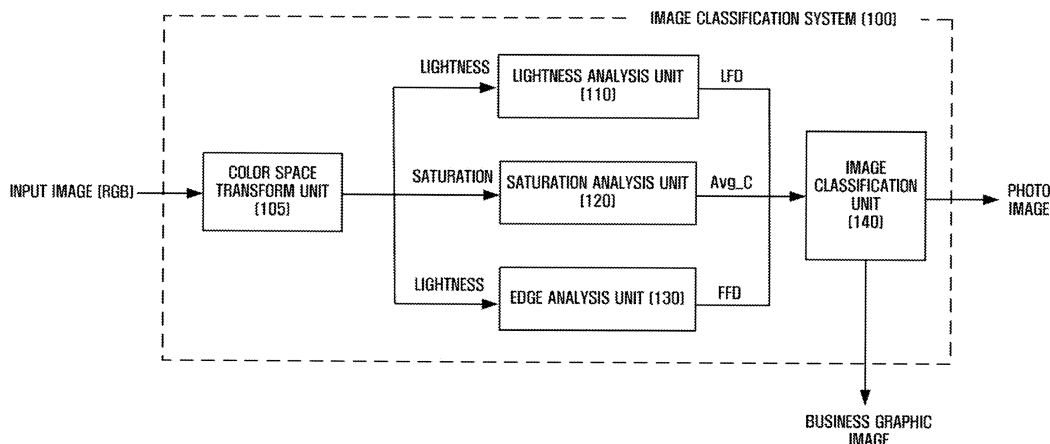 IMAGE CLASSIFICATION SYSTEM (100)
LIGHTNESS
LIGHTNESS ANALYSIS UNIT
(110)
LFD
INPUT IMAGE (RGB)
COLOR SPACE
TRANSFORM UNIT
(105)
SATURATION
SATURATION ANALYSIS UNIT
(120)
Avg_C
IMAGE
CLASSIFICATION
UNIT
(140)
PHOTO
IMAGE
LIGHTNESS
EDGE ANALYSIS UNIT (130)
FFD
BUSINESS GRAPHIC
IMAGE